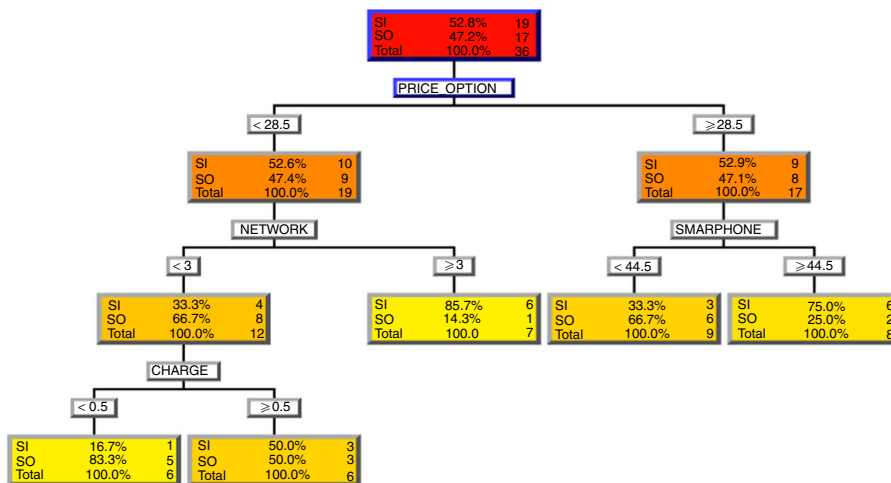 SI 52.8% 19
SO 47.2% 17
Total 100.0% 36
PRICE_OPTION
< 28.5
⩾28.5
SI 52.6% 10
SO 47.4% 9
Total 100.0% 19
SI 52.9% 9
SO 47.1% 8
Total 100.0% 17
NETWORK
SMARPHONE
< 3
⩾3
< 44.5
⩾44.5
SI 33.3% 4
SO 66.7% 8
Total 100.0% 12
SI 85.7% 6
SO 14.3% 1
Total 100.0 7
SI 33.3% 3
SO 66.7% 6
Total 100.0% 9
SI 75.0% 6
SO 25.0% 2
Total 100.0% 8
CHARGE
< 0.5
⩾0.5
SI 16.7% 1
SO 83.3% 5
Total 100.0% 6
SI 50.0% 3
SO 50.0% 3
Total 100.0% 6